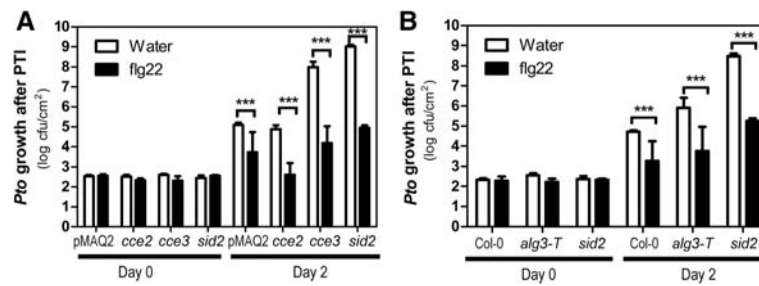 A
Pto growth after PTI
(log cfu/cm²)
10
9
8
7
6
5
4
3
2
1
0
Water
flg22
***
***
***
***
pMAQ2 cce2 cce3 sid2 pMAQ2 cce2 cce3 sid2
Day 0 Day 2
B
Pto growth after PTI
(log cfu/cm²)
10
9
8
7
6
5
4
3
2
1
0
Water
flg22
***
***
***
Col-0 alg3-T sid2 Col-0 alg3-T sid2
Day 0 Day 2